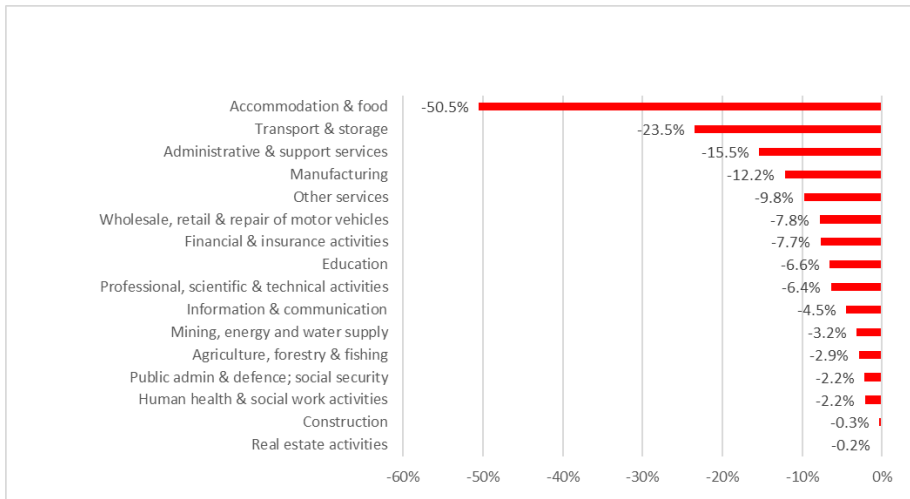 Accommodation & food -50.5%
Transport & storage -23.5%
Administrative & support services -15.5%
Manufacturing -12.2%
Other services -9.8%
Wholesale, retail & repair of motor vehicles -7.8%
Financial & insurance activities -7.7%
Education -6.6%
Professional, scientific & technical activities -6.4%
Information & communication -4.5%
Mining, energy and water supply -3.2%
Agriculture, forestry & fishing -2.9%
Public admin & defence; social security -2.2%
Human health & social work activities -2.2%
Construction -0.3%
Real estate activities -0.2%
-60% -50% -40% -30% -20% -10% 0%